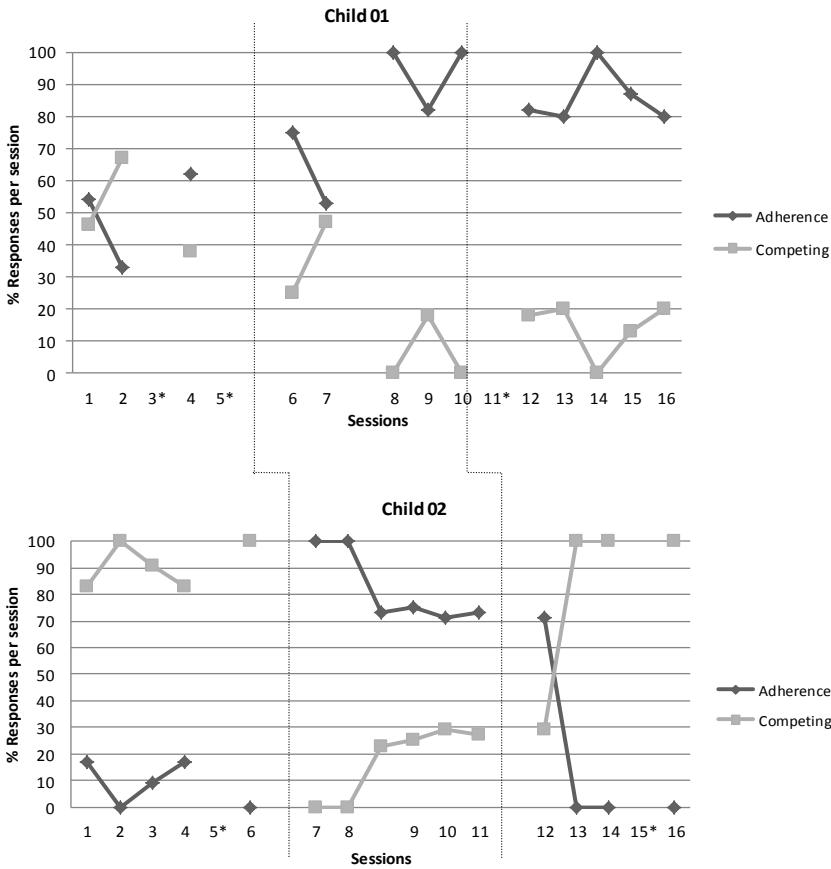 Child 01
% Responses per session
100
90
80
70
60
50
40
30
20
10
0
1 2 3* 4 5* 6 7 8 9 10 11* 12 13 14 15 16
Sessions
Adherence
Competing
Child 02
% Responses per session
100
90
80
70
60
50
40
30
20
10
0
1 2 3 4 5* 6 7 8 9 10 11 12 13 14 15* 16
Sessions
Adherence
Competing